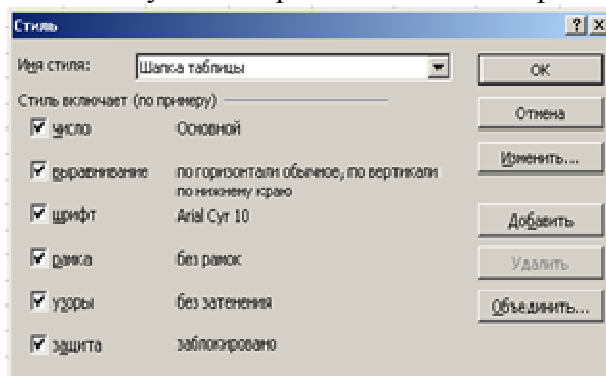 Стиль
Имя стиля: Шапка таблицы
ОК
Стиль включает (по примеру)
Отмена
число Основной
Изменить...
выравнивание по горизонтали обычное, по вертикали
по нижнему краю
шрифт Arial Cyr 10
Добавить
рамка без рамок
Удалить
узоры без затенения
Объединить...
защита заблокировано